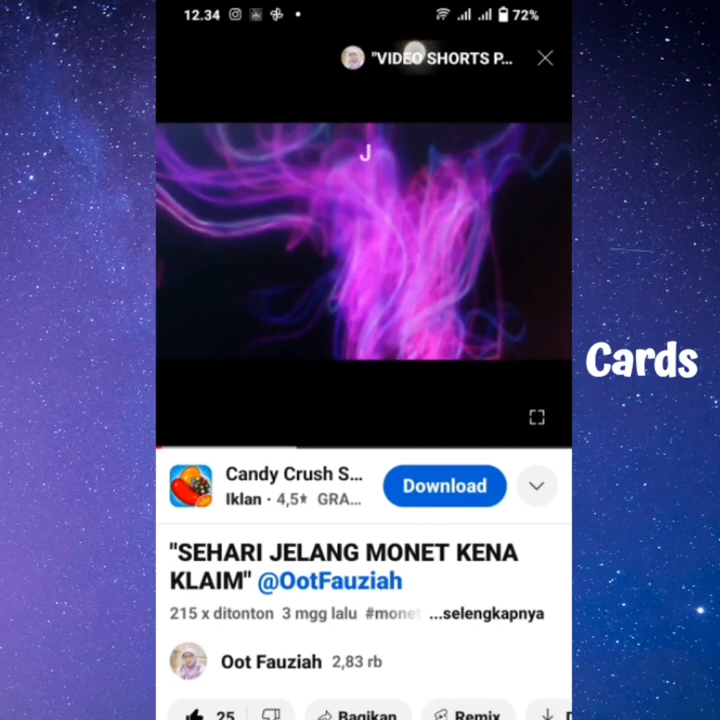 12.34
72%
"VIDEO SHORTS P...
J
Cards
Candy Crush S...
Download
Iklan · 4,5★ GRA...
"SEHARI JELANG MONET KENA
KLAIM" @OotFauziah
215 x ditonton 3 mgg lalu #monet ...selengkapnya
Oot Fauziah 2,83 rb
25 Bagikan Remix